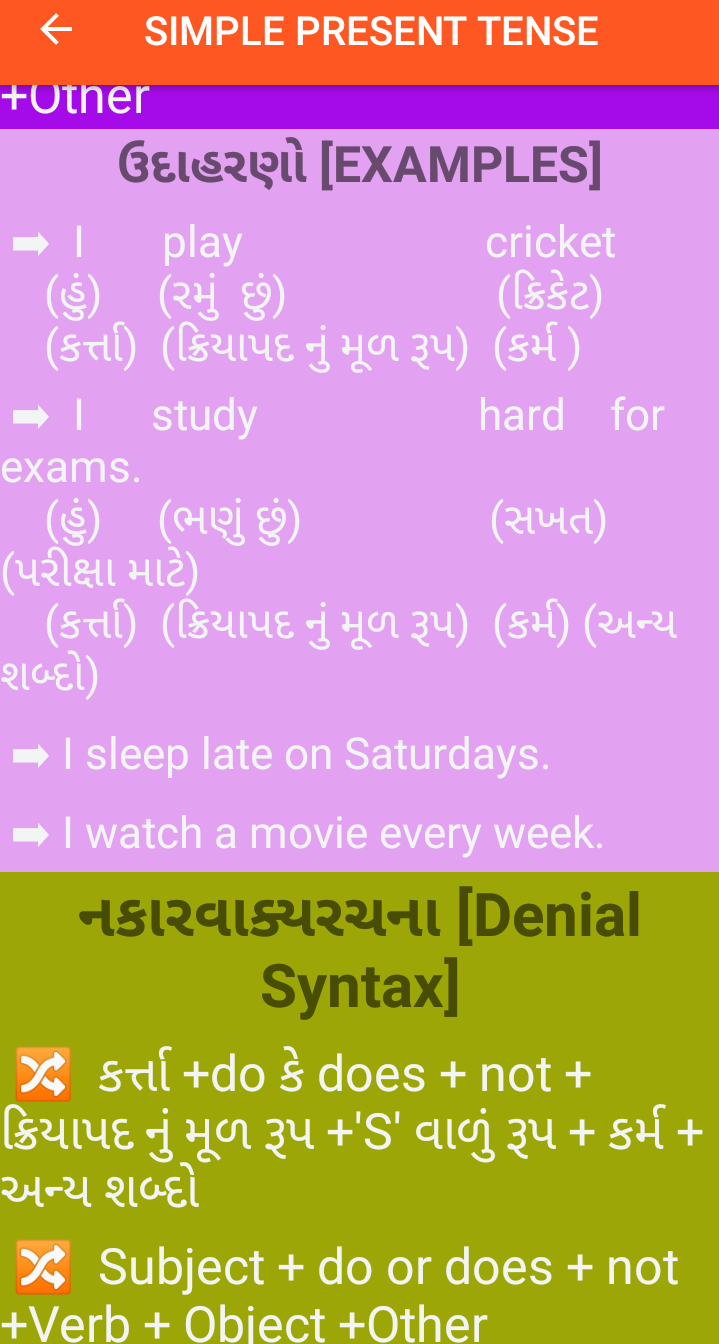 SIMPLE PRESENT TENSE
+Other
ઉદાહરણો [EXAMPLES]
➡ I play cricket
(હું) (રમું છું) (ક્રિકેટ)
(કર્ત્તા) (ક્રિયાપદ નું મૂળ રૂપ) (કર્મ )
➡ I study hard for
exams.
(હું) (ભણું છું) (સખત)
(પરીક્ષા માટે)
(કર્ત્તા) (ક્રિયાપદ નું મૂળ રૂપ) (કર્મ) (અન્ય
શબ્દો)
➡ I sleep late on Saturdays.
➡ I watch a movie every week.
નકારવાક્યરચના [Denial
Syntax]
🔀 કર્ત્તા +do કે does + not +
ક્રિયાપદ નું મૂળ રૂપ +'S' વાળું રૂપ + કર્મ +
અન્ય શબ્દો
🔀 Subject + do or does + not
+Verb + Object +Other